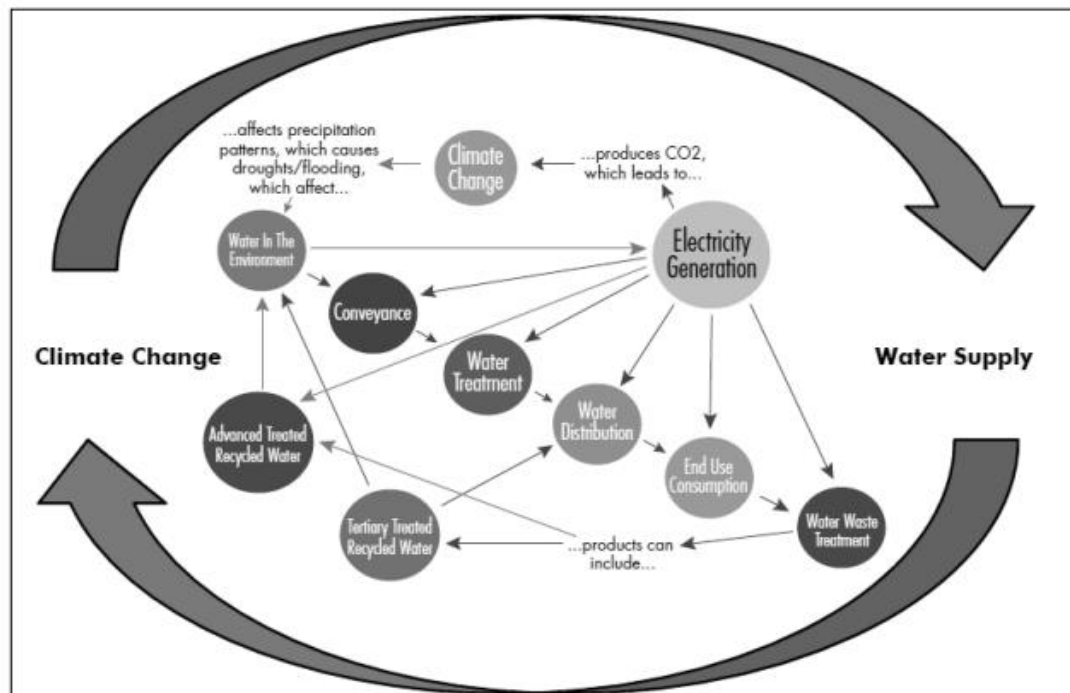 ...affects precipitation
patterns, which causes
droughts/flooding,
which affect...
Climate
Change
...produces CO2,
which leads to...
Water In The
Environment
Electricity
Generation
Conveyance
Climate Change
Water Supply
Water
Treatment
Water
Distribution
Advanced Treated
Recycled Water
End Use
Consumption
Tertiary Treated
Recycled Water
...products can
include...
Water Waste
Treatment